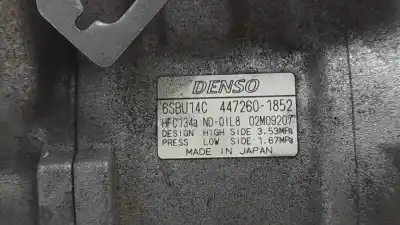 DENSO
6SBU14C 447260-1852
HFC134a ND-OIL8 02M09207
DESIGN HIGH SIDE 3.53MPa
PRESS LOW SIDE:1.67MPa
MADE IN JAPAN